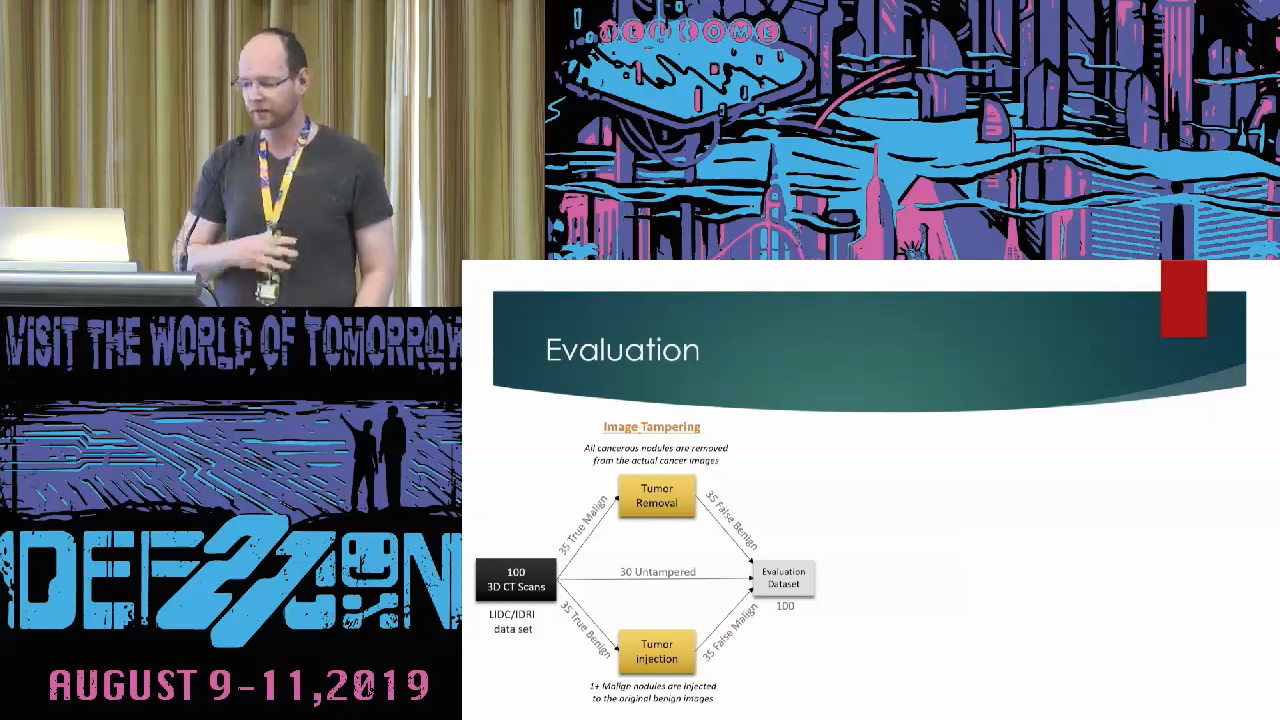 WELCOME
VISIT THE WORLD OF TOMORROW
DEF CON
AUGUST 9-11,2019
Evaluation
Image Tampering
All cancerous nodules are removed
from the actual cancer images
Tumor
Removal
35 True Malign
35 False Benign
100
3D CT Scans
30 Untampered
Evaluation
Dataset
LIDC/IDRI
data set
100
35 True Benign
35 False Malign
Tumor
injection
1+ Malign nodules are injected
to the original benign images